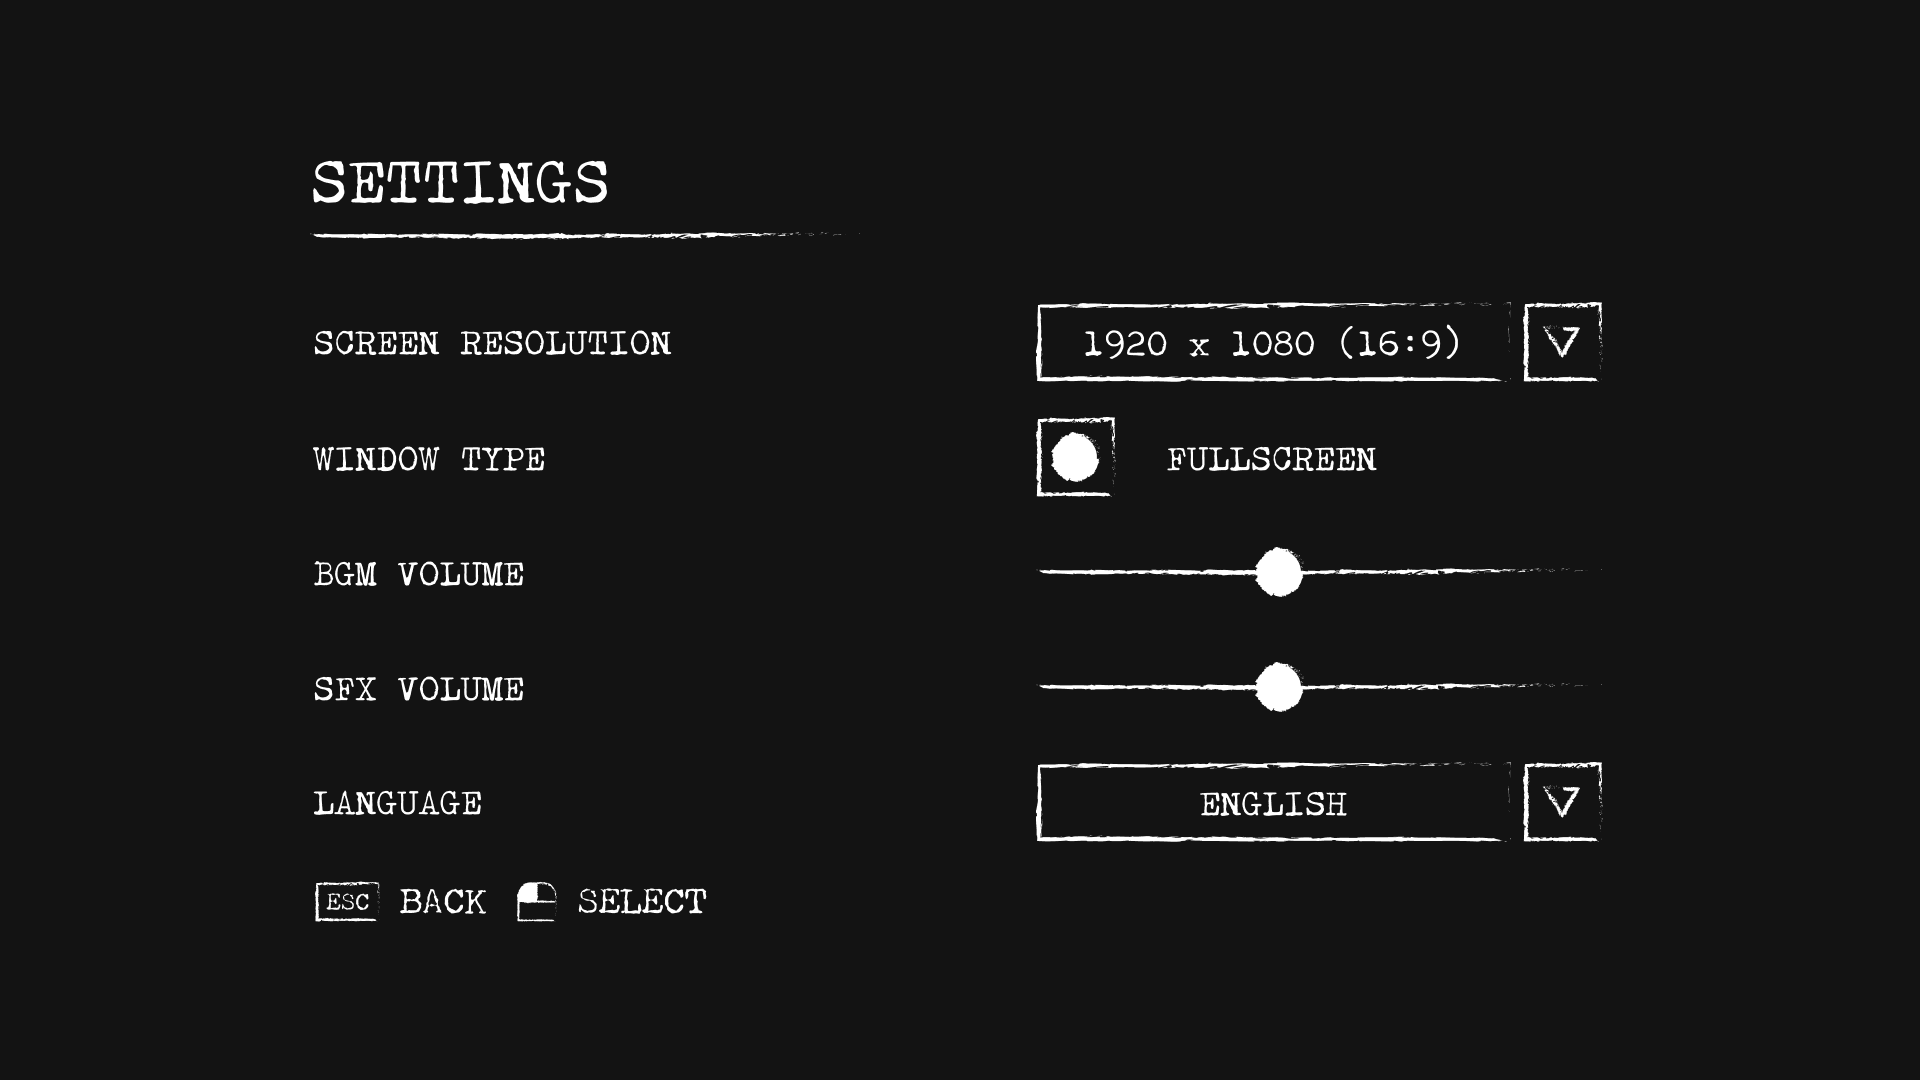 SETTINGS
SCREEN RESOLUTION 1920 x 1080 (16:9)
WINDOW TYPE FULLSCREEN
BGM VOLUME
SFX VOLUME
LANGUAGE ENGLISH
ESC BACK SELECT